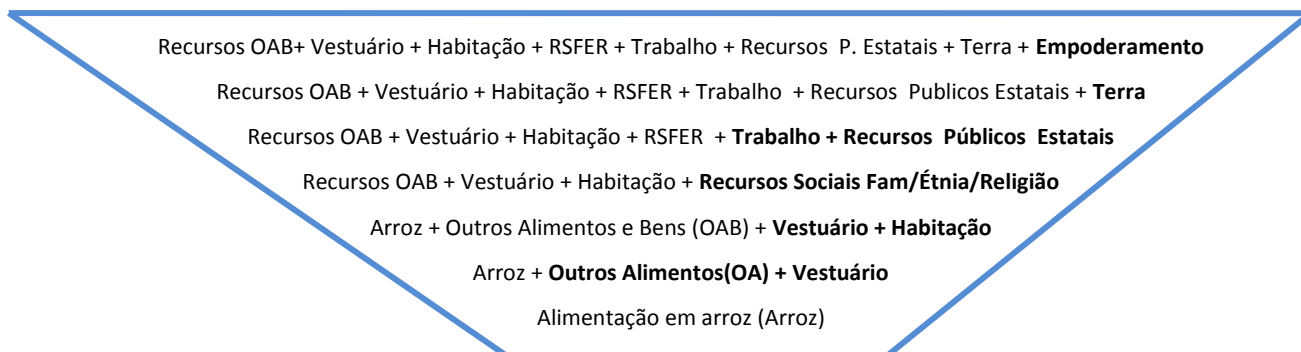 Recursos OAB+ Vestuário + Habitação + RSFER + Trabalho + Recursos P. Estatais + Terra + Empoderamento
Recursos OAB + Vestuário + Habitação + RSFER + Trabalho + Recursos Publicos Estatais + Terra
Recursos OAB + Vestuário + Habitação + RSFER + Trabalho + Recursos Públicos Estatais
Recursos OAB + Vestuário + Habitação + Recursos Sociais Fam/Étnia/Religião
Arroz + Outros Alimentos e Bens (OAB) + Vestuário + Habitação
Arroz + Outros Alimentos(OA) + Vestuário
Alimentação em arroz (Arroz)